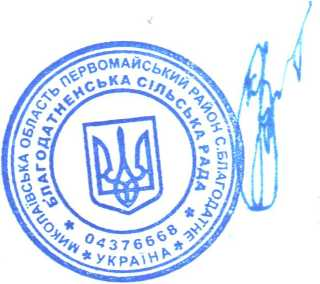 МИКОЛАЇВСЬКА ОБЛАСТЬ ПЕРВОМАЙСЬКИЙ РАЙОН С.БЛАГОДАТНЕ
БЛАГОДАТНЕНСЬКА СІЛЬСЬКА РАДА
* 04376668 *
* УКРАЇНА *